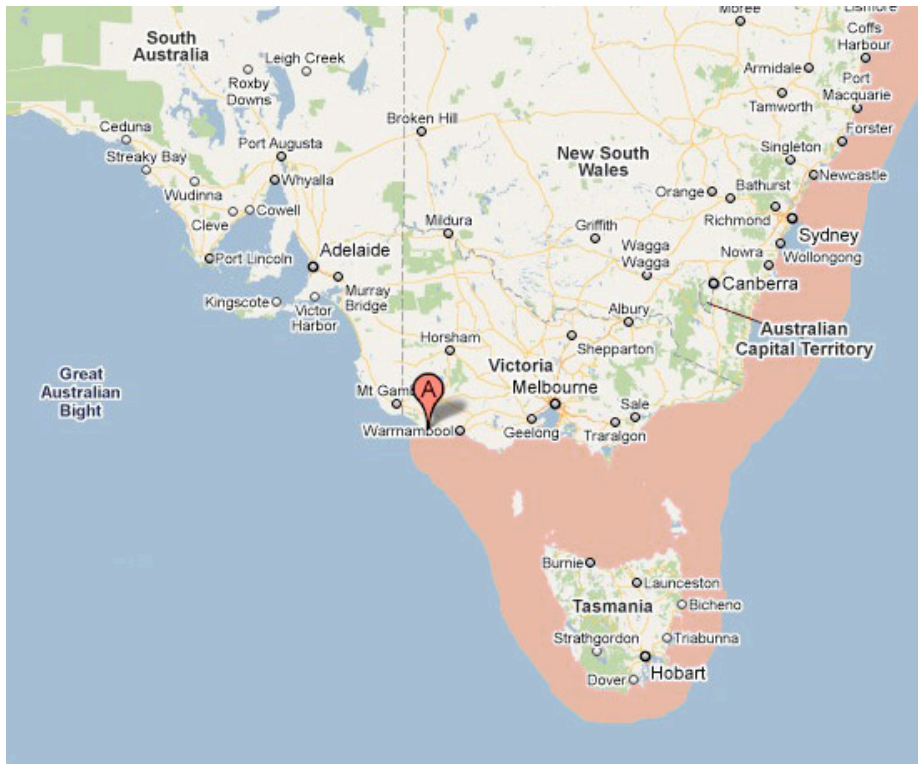 Moree
Lismore
Coffs
Harbour
South
Australia
Leigh Creek
Roxby
Downs
Armidale
Port
Macquarie
Tamworth
Ceduna
Broken Hill
Forster
Port Augusta
Streaky Bay
Singleton
New South
Wales
Whyalla
Wudinna
Newcastle
Orange
Bathurst
Cleve
Cowell
Mildura
Griffith
Richmond
Sydney
Wagga
Wagga
Nowra
Wollongong
Adelaide
Port Lincoln
Murray
Bridge
Canberra
Kingscote
Victor
Harbor
Albury
Australian
Capital Territory
Horsham
Shepparton
Victoria
Great
Australian
Bight
Mt Gam
A
Melbourne
Sale
Warrnambool
Geelong
Traralgon
Burnie
Launceston
Tasmania
Bicheno
Strathgordon
Triabunna
Hobart
Dover